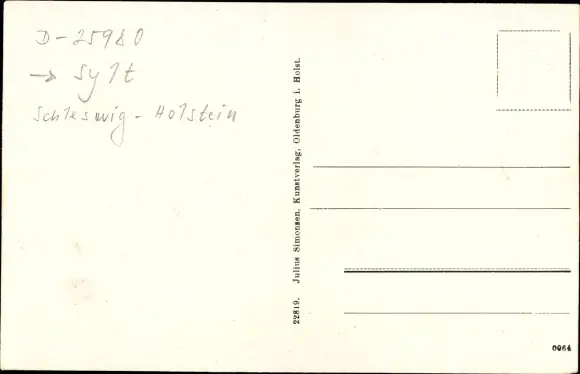 D-25980
→ Sylt
Schleswig-Holstein
22819. Julius Simonsen, Kunstverlag, Oldenburg i. Holst.
0964